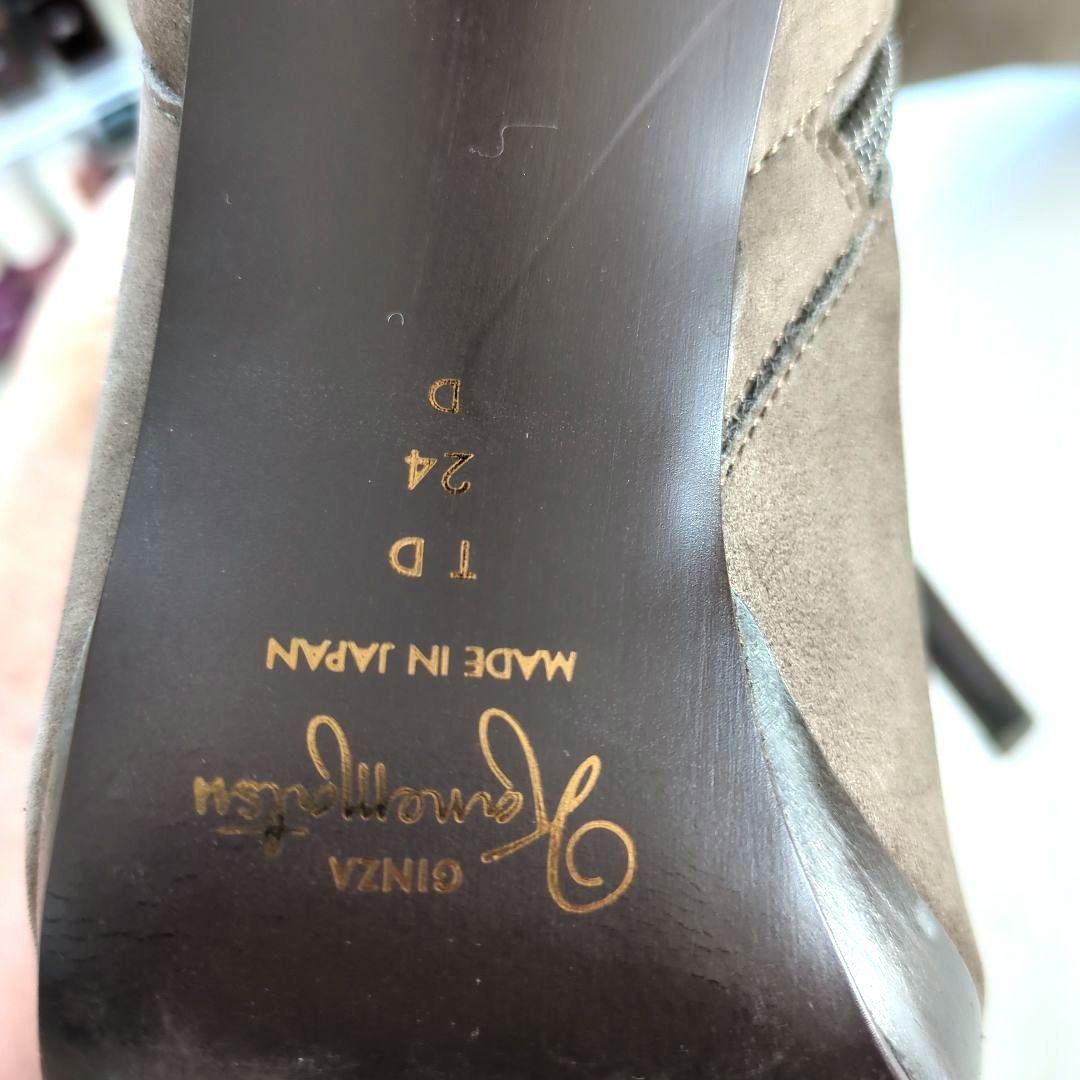 GINZA
Kanematsu
MADE IN JAPAN
T D
24
D